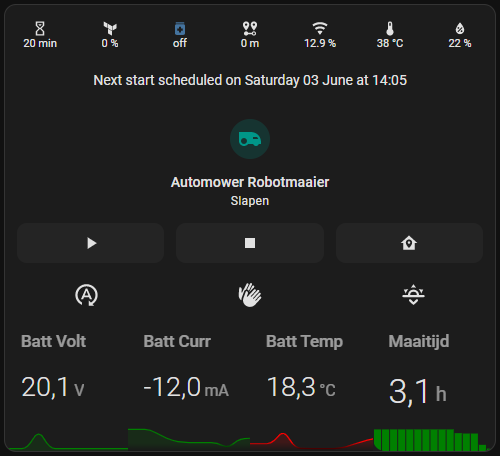 20 min 0 % off 0 m 12.9 % 38 °C 22 %
Next start scheduled on Saturday 03 June at 14:05
Automower Robotmaaier
Slapen
A
Batt Volt Batt Curr Batt Temp Maaitijd
20,1 V -12,0 mA 18,3 °C 3,1 h